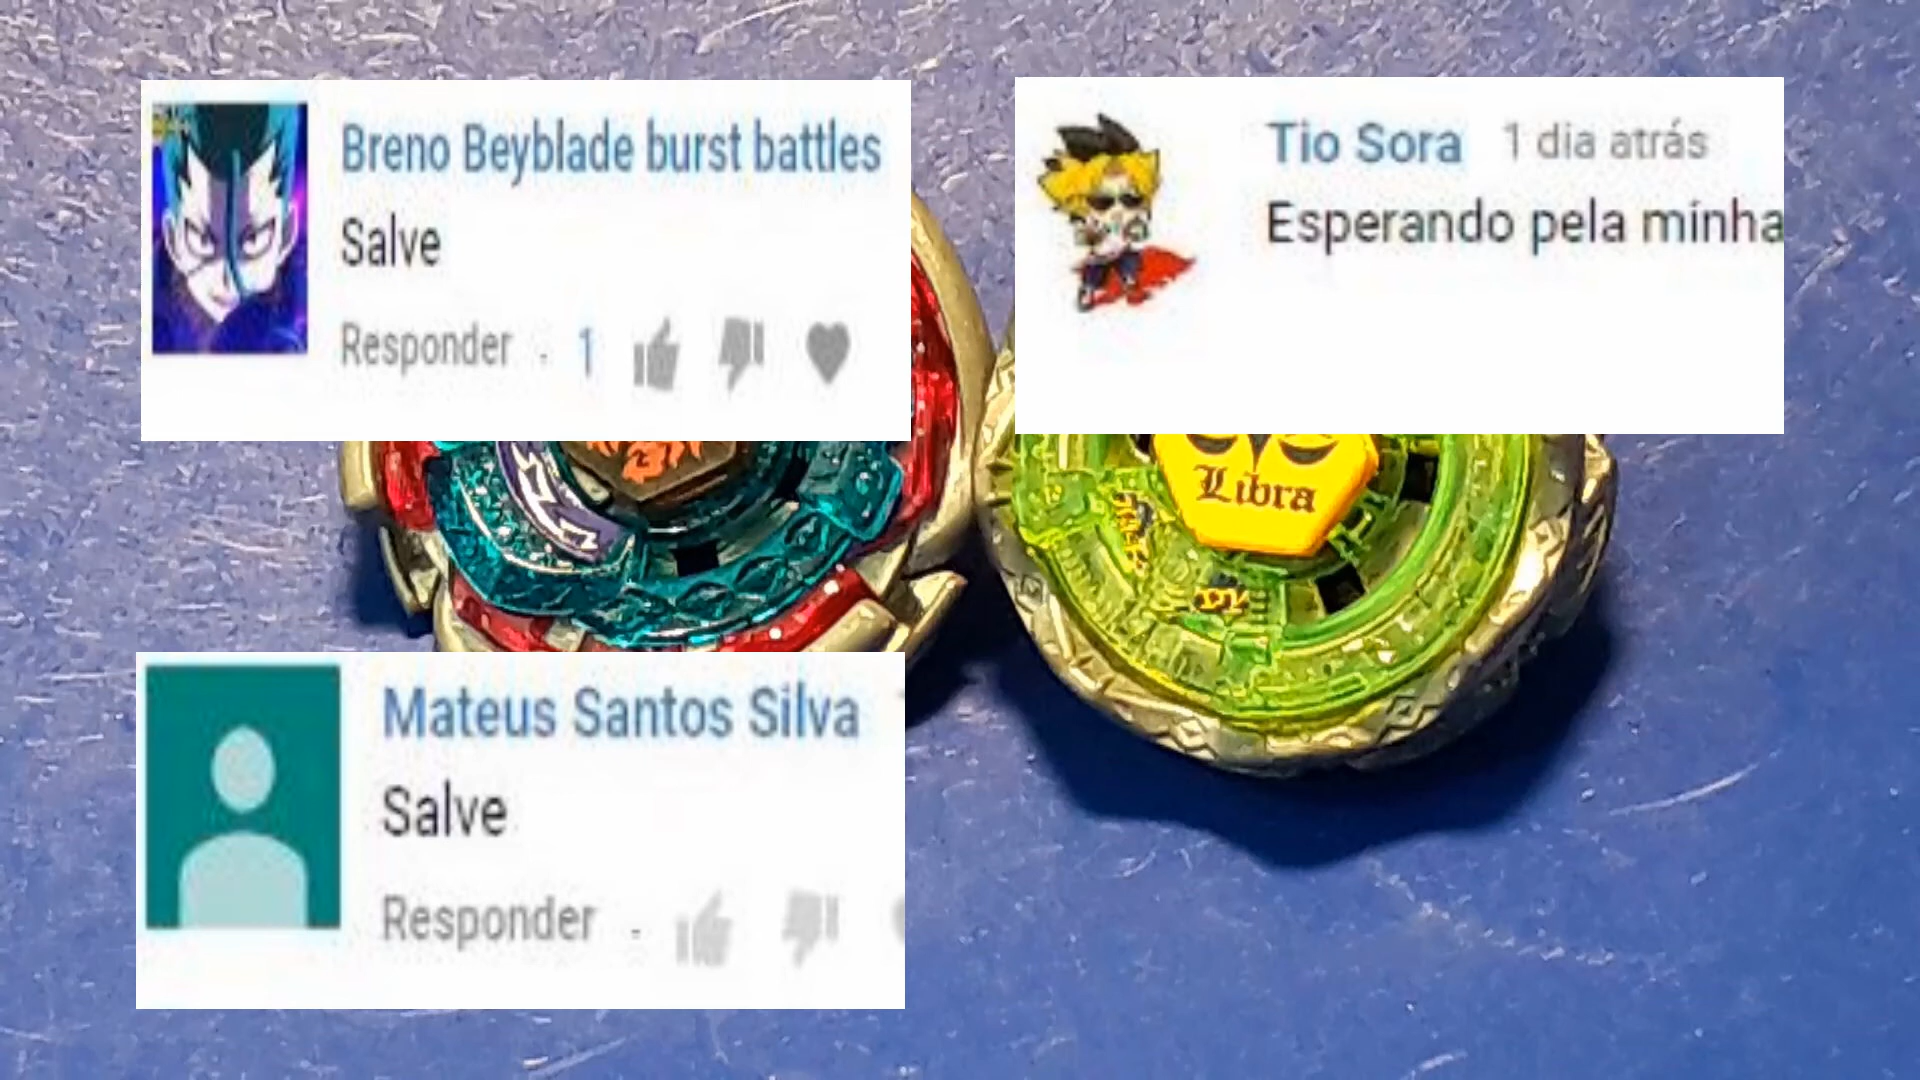 Breno Beyblade burst battles
Salve
Responder . 1
Tio Sora 1 dia atrás
Esperando pela minha
Libra
Mateus Santos Silva
Salve
Responder .